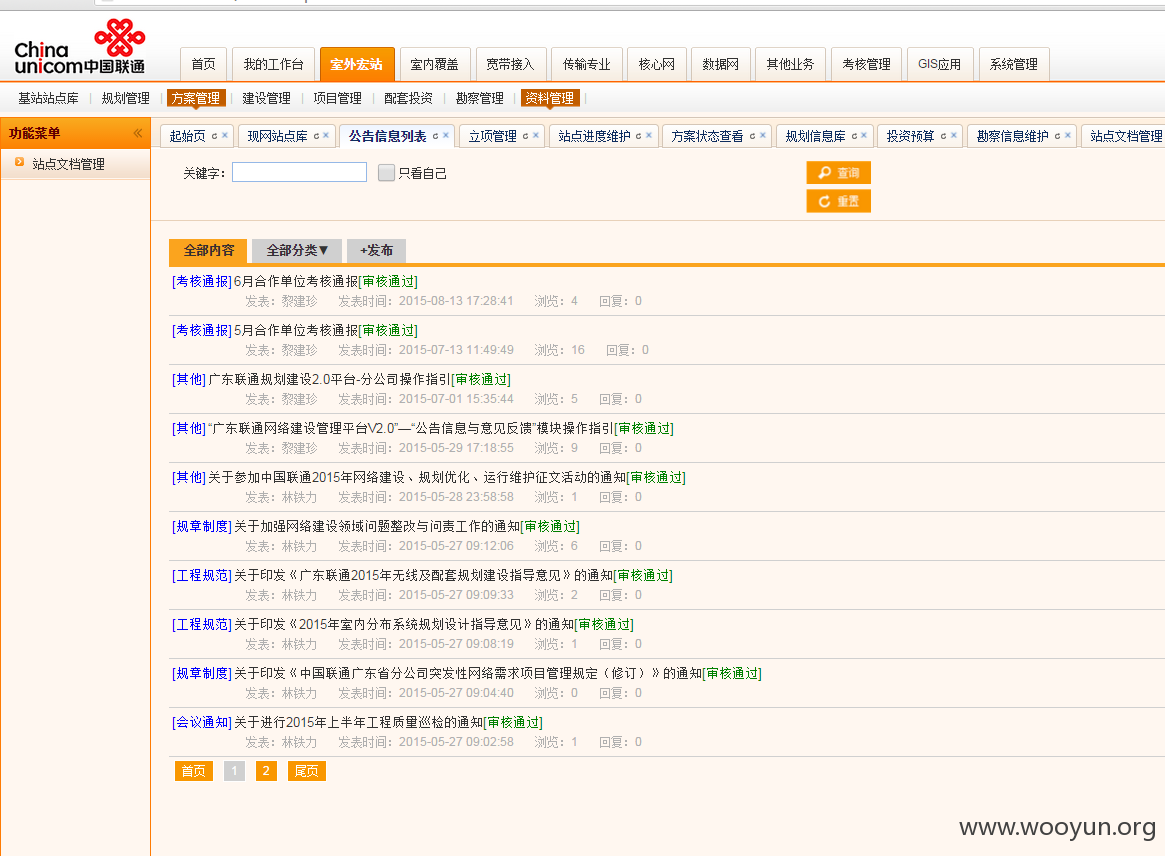 China unicom中国联通
首页 我的工作台 室外宏站 室内覆盖 宽带接入 传输专业 核心网 数据网 其他业务 考核管理 GIS应用 系统管理
基站站点库 规划管理 方案管理 建设管理 项目管理 配套投资 勘察管理 资料管理
功能菜单 «
站点文档管理
起始页 现网站点库 公告信息列表 立项管理 站点进度维护 方案状态查看 规划信息库 投资预算 勘察信息维护 站点文档管理
关键字： 只看自己 查询
重置
全部内容 全部分类▼ +发布
[考核通报]6月合作单位考核通报[审核通过]
发表：黎建珍 发表时间：2015-08-13 17:28:41 浏览：4 回复：0
[考核通报]5月合作单位考核通报[审核通过]
发表：黎建珍 发表时间：2015-07-13 11:49:49 浏览：16 回复：0
[其他]广东联通规划建设2.0平台-分公司操作指引[审核通过]
发表：黎建珍 发表时间：2015-07-01 15:35:44 浏览：5 回复：0
[其他]“广东联通网络建设管理平台V2.0”—“公告信息与意见反馈”模块操作指引[审核通过]
发表：黎建珍 发表时间：2015-05-29 17:18:55 浏览：9 回复：0
[其他]关于参加中国联通2015年网络建设、规划优化、运行维护征文活动的通知[审核通过]
发表：林铁力 发表时间：2015-05-28 23:58:58 浏览：1 回复：0
[规章制度]关于加强网络建设领域问题整改与问责工作的通知[审核通过]
发表：林铁力 发表时间：2015-05-27 09:12:06 浏览：6 回复：0
[工程规范]关于印发《广东联通2015年无线及配套规划建设指导意见》的通知[审核通过]
发表：林铁力 发表时间：2015-05-27 09:09:33 浏览：2 回复：0
[工程规范]关于印发《2015年室内分布系统规划设计指导意见》的通知[审核通过]
发表：林铁力 发表时间：2015-05-27 09:08:19 浏览：1 回复：0
[规章制度]关于印发《中国联通广东省分公司突发性网络需求项目管理规定（修订）》的通知[审核通过]
发表：林铁力 发表时间：2015-05-27 09:04:40 浏览：0 回复：0
[会议通知]关于进行2015年上半年工程质量巡检的通知[审核通过]
发表：林铁力 发表时间：2015-05-27 09:02:58 浏览：1 回复：0
首页 1 2 尾页
www.wooyun.org